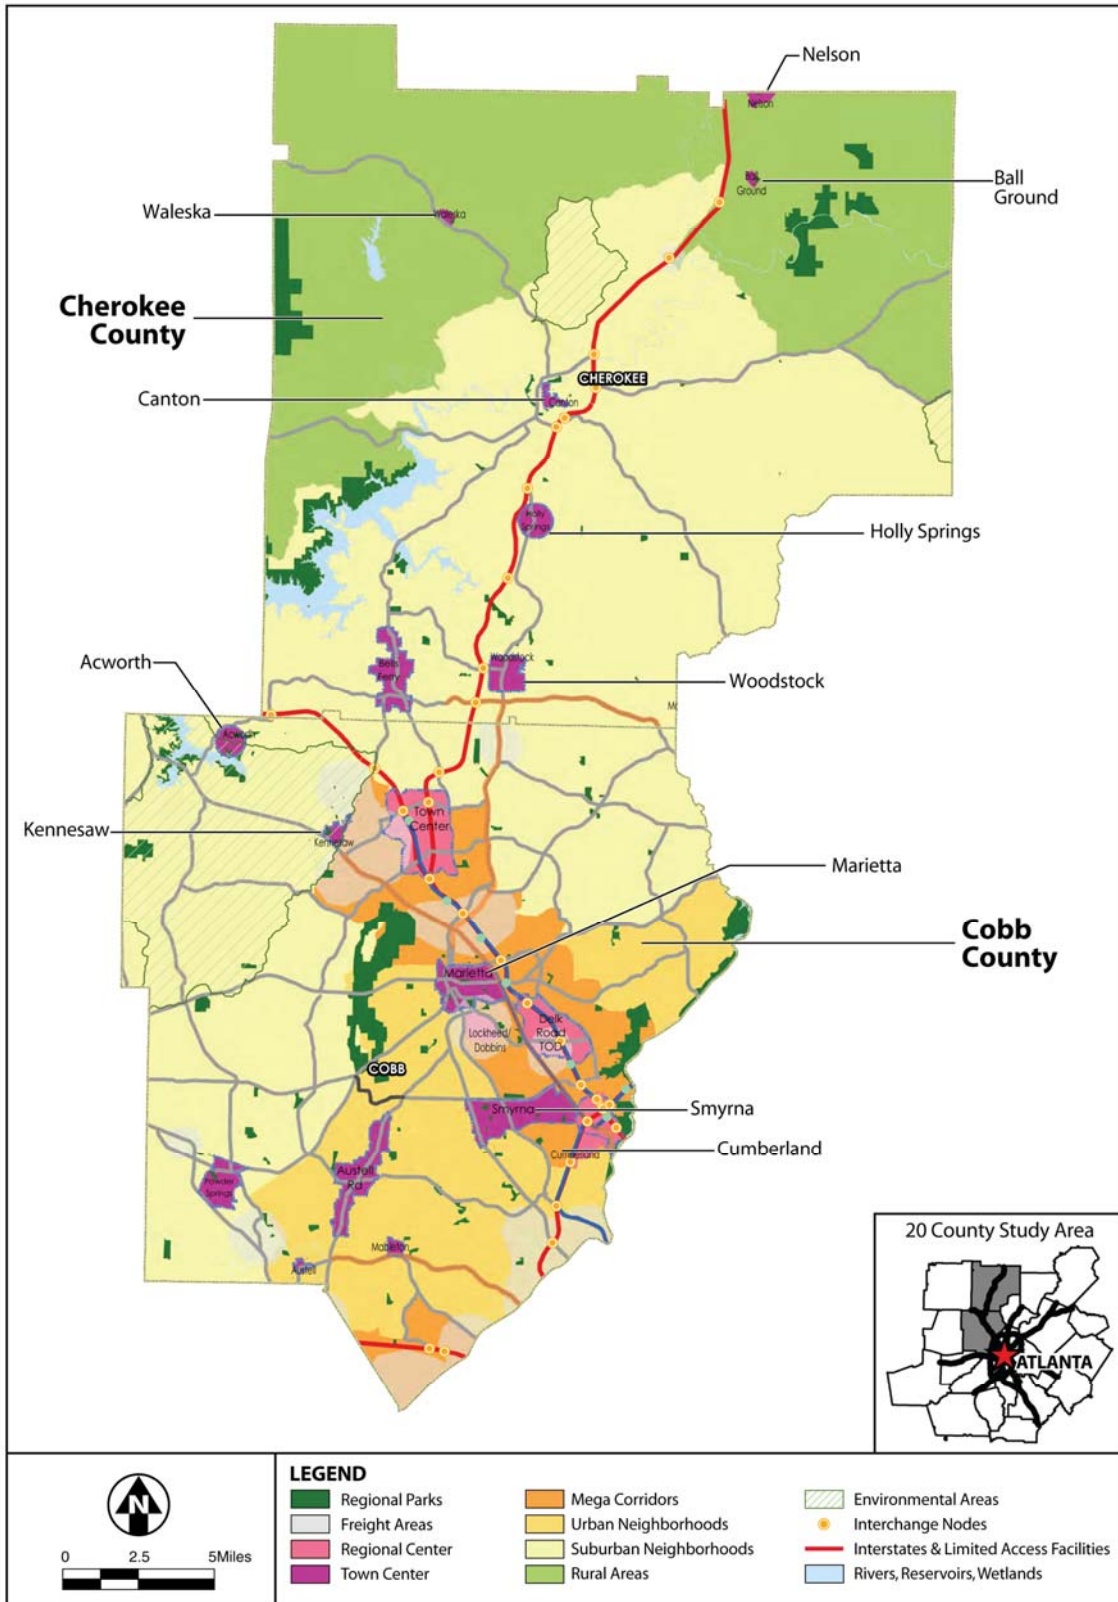 Nelson
Nelson
Ball
Ground
Ball
Ground
Waleska
Waleska
Cherokee
County
CHEROKEE
Canton
Canton
Holly
Springs
Holly Springs
Acworth
Bells
Ferry
Woodstock
Woodstock
Acworth
Kennesaw
Kennesaw
Town
Center
Marietta
Marietta
Cobb
County
Lockheed/
Dobbins
Delk
Road
TOD
COBB
Smyrna
Smyrna
Cumberland
Cumberland
Austell
Rd
Powder
Springs
Mableton
Austell
20 County Study Area
ATLANTA
N
0 2.5 5Miles
LEGEND
Regional Parks
Freight Areas
Regional Center
Town Center
Mega Corridors
Urban Neighborhoods
Suburban Neighborhoods
Rural Areas
Environmental Areas
Interchange Nodes
Interstates & Limited Access Facilities
Rivers, Reservoirs, Wetlands